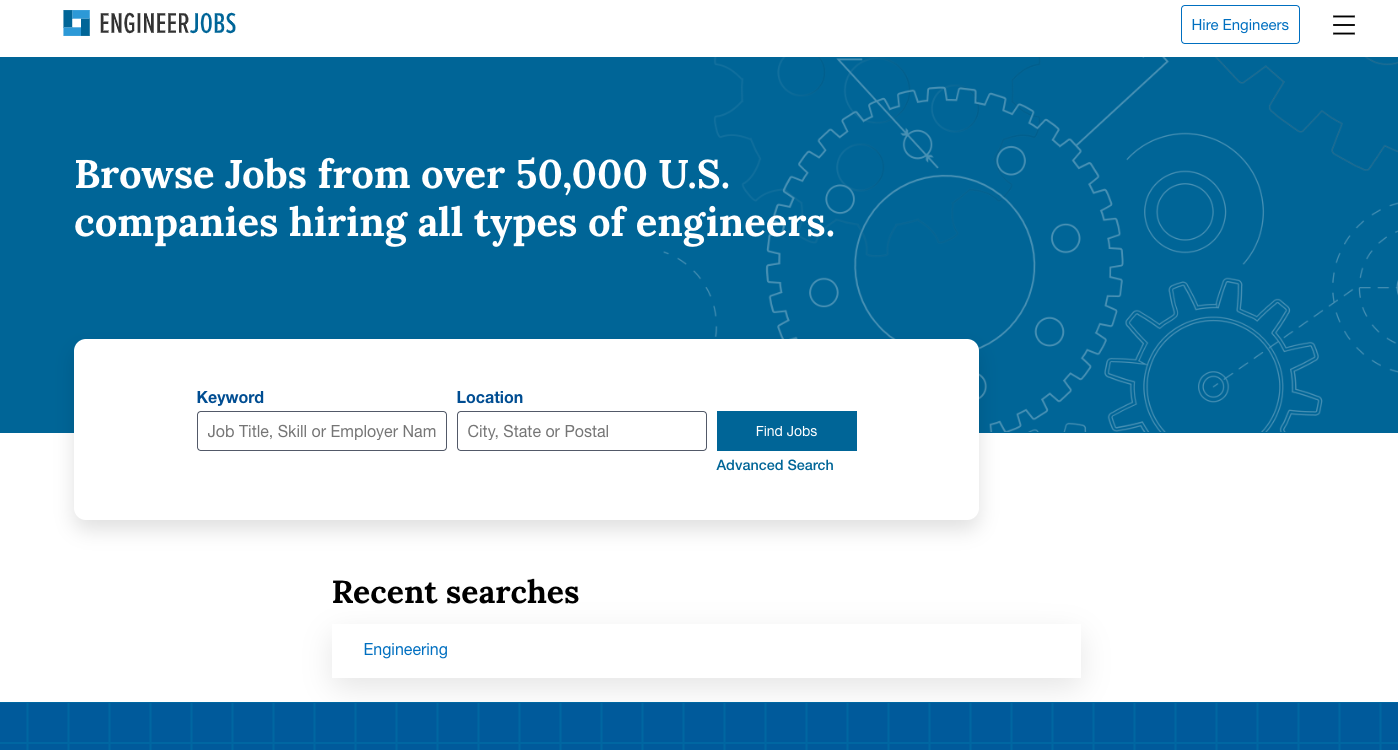 ENGINEERJOBS
Hire Engineers
Browse Jobs from over 50,000 U.S.
companies hiring all types of engineers.
Keyword
Location
Job Title, Skill or Employer Nam
City, State or Postal
Find Jobs
Advanced Search
Recent searches
Engineering